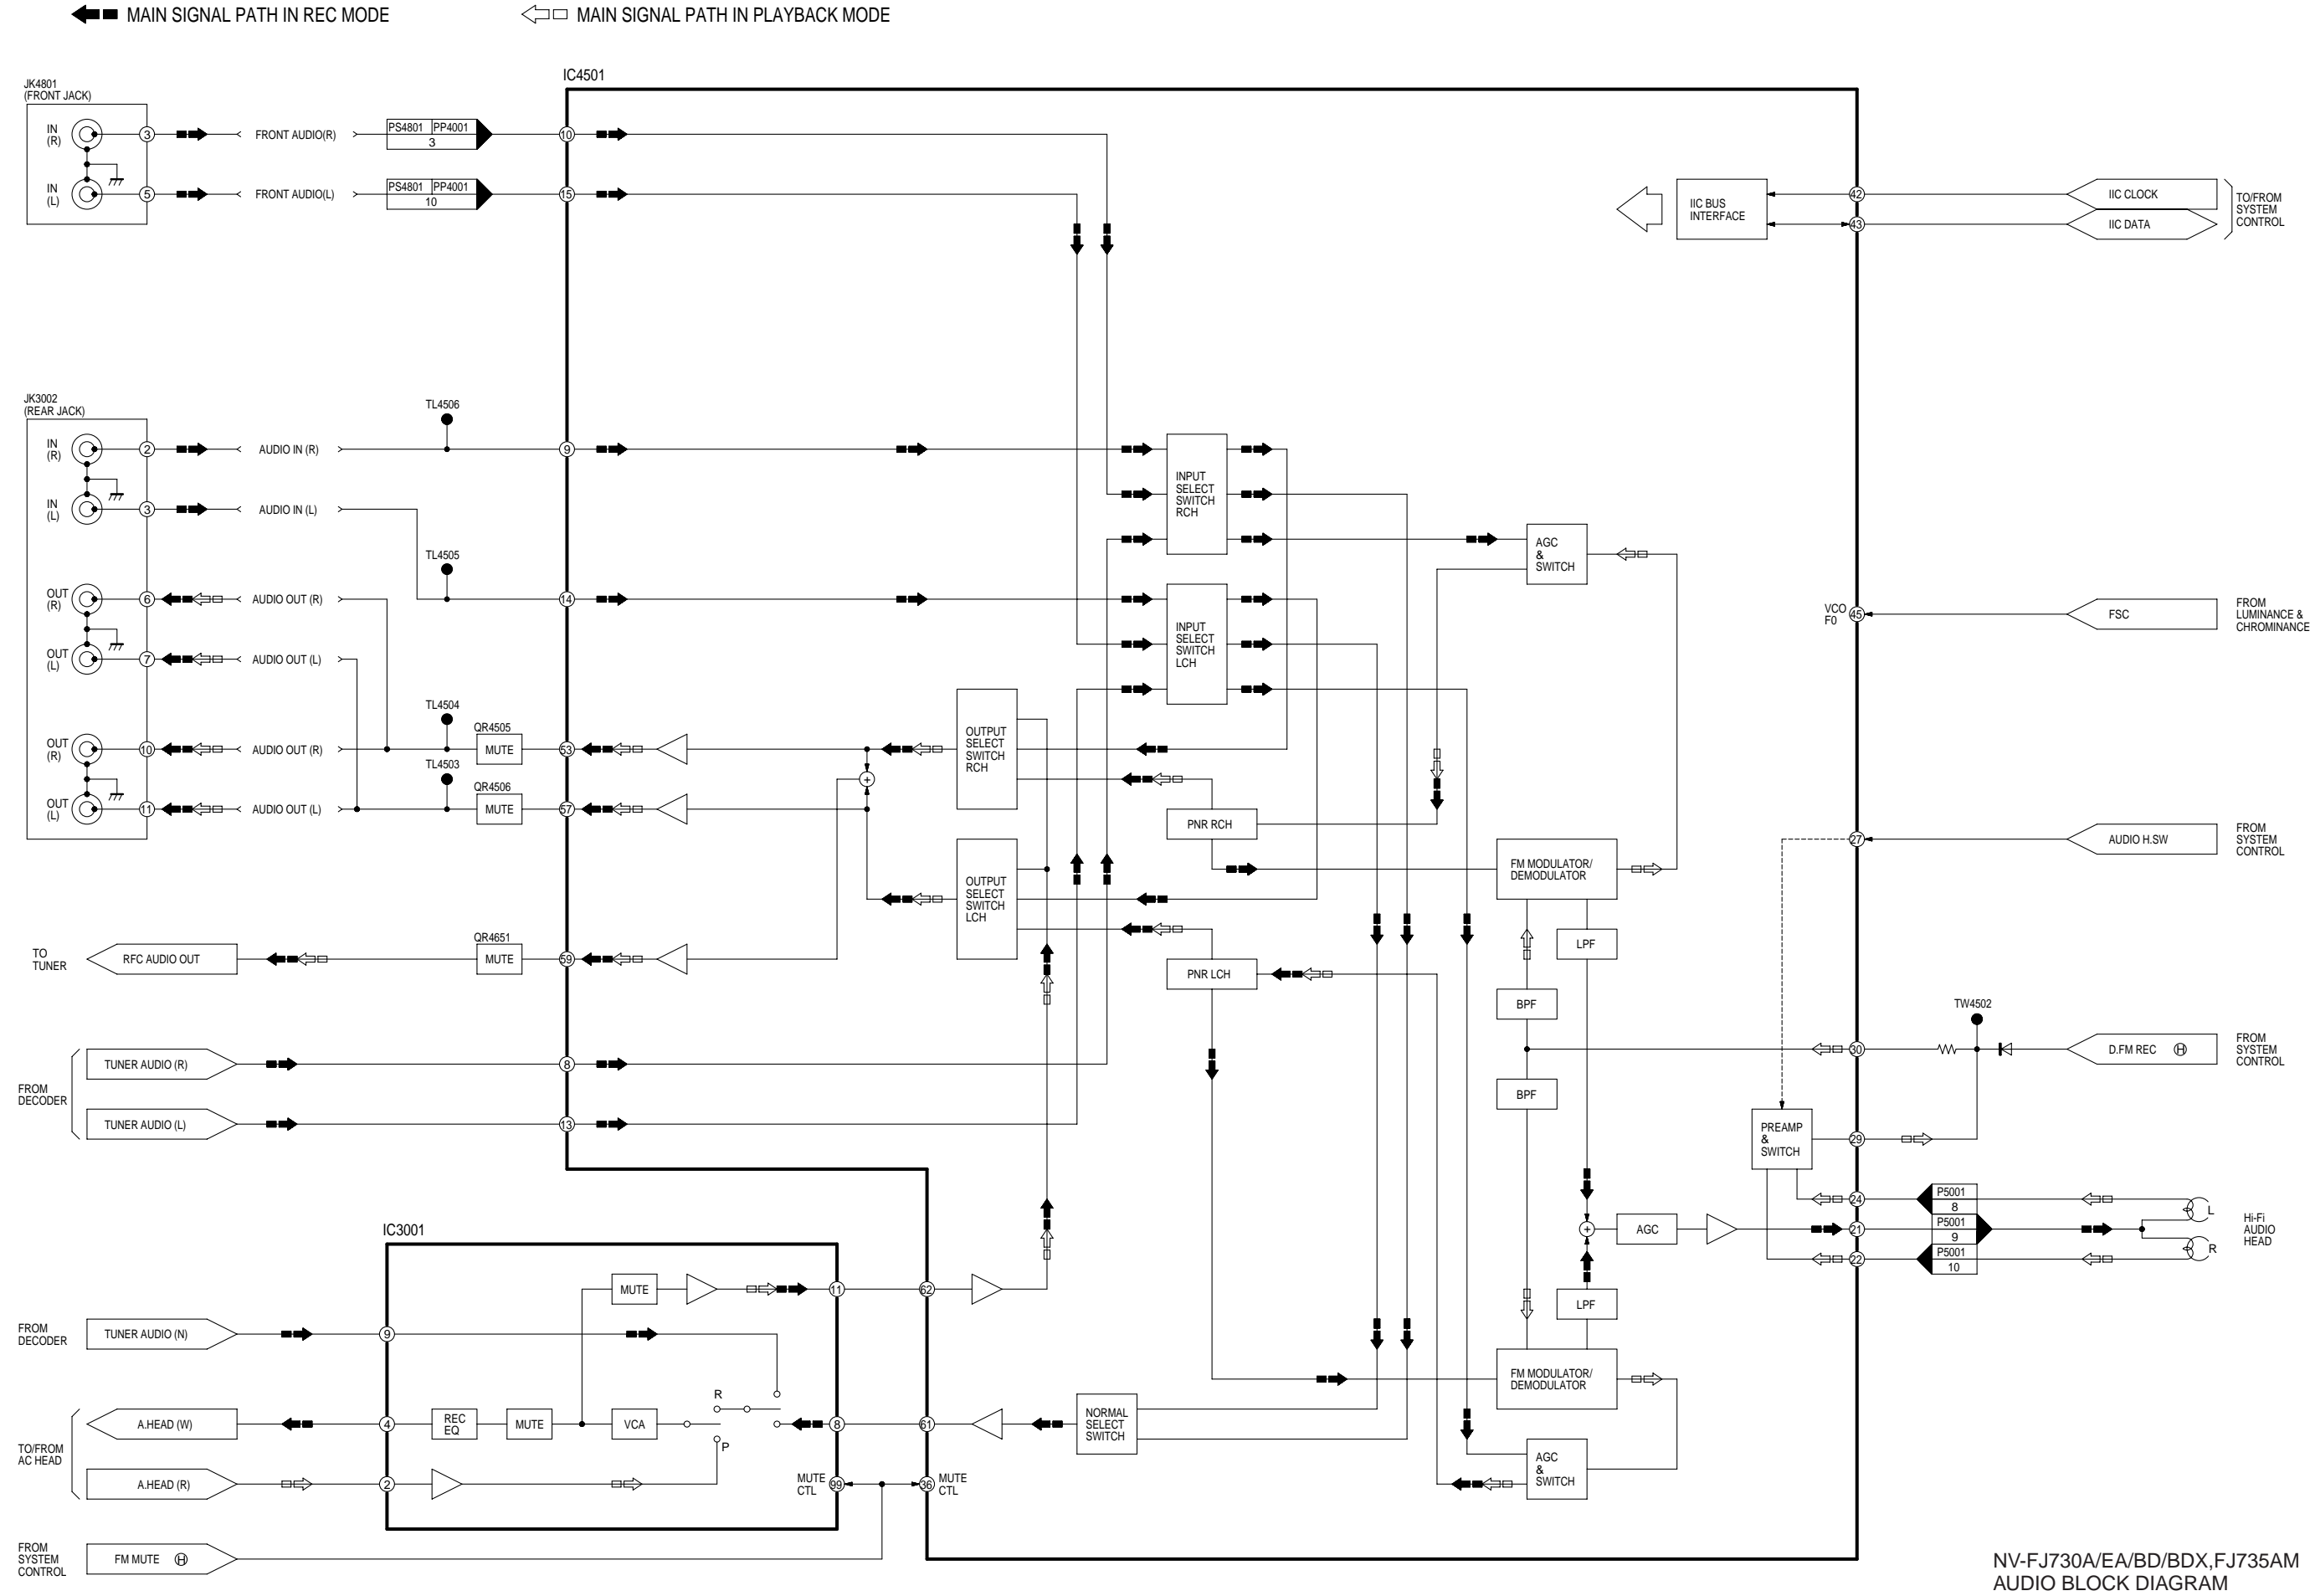 MAIN SIGNAL PATH IN REC MODE
MAIN SIGNAL PATH IN PLAYBACK MODE
IC4501
JK4801
(FRONT JACK)
IN
(R)
3
FRONT AUDIO(R)
PS4801 PP4001
3
10
IN
(L)
5
FRONT AUDIO(L)
PS4801 PP4001
10
15
IIC BUS
INTERFACE
42
IIC CLOCK
43
IIC DATA
TO/FROM
SYSTEM
CONTROL
JK3002
(REAR JACK)
TL4506
IN
(R)
2
AUDIO IN (R)
9
INPUT
SELECT
SWITCH
RCH
IN
(L)
3
AUDIO IN (L)
AGC
&
SWITCH
TL4505
OUT
(R)
6
AUDIO OUT (R)
14
INPUT
SELECT
SWITCH
LCH
VCO
F0
45
FSC
FROM
LUMINANCE &
CHROMINANCE
OUT
(L)
7
AUDIO OUT (L)
TL4504
QR4505
OUT
(R)
10
AUDIO OUT (R)
MUTE
53
OUTPUT
SELECT
SWITCH
RCH
TL4503
QR4506
+
OUT
(L)
11
AUDIO OUT (L)
MUTE
57
PNR RCH
27
AUDIO H.SW
FROM
SYSTEM
CONTROL
OUTPUT
SELECT
SWITCH
LCH
FM MODULATOR/
DEMODULATOR
LPF
TO
TUNER
RFC AUDIO OUT
QR4651
MUTE
59
PNR LCH
BPF
TW4502
30
D.FM REC H
FROM
SYSTEM
CONTROL
FROM
DECODER
TUNER AUDIO (R)
8
BPF
TUNER AUDIO (L)
13
PREAMP
&
SWITCH
29
24
P5001
8
L
+
AGC
21
P5001
9
Hi-Fi
AUDIO
HEAD
22
P5001
10
R
IC3001
MUTE
11
62
LPF
FROM
DECODER
TUNER AUDIO (N)
9
FM MODULATOR/
DEMODULATOR
R
TO/FROM
AC HEAD
A.HEAD (W)
4
REC
EQ
MUTE
VCA
8
61
NORMAL
SELECT
SWITCH
P
A.HEAD (R)
2
MUTE
CTL
99
36
MUTE
CTL
AGC
&
SWITCH
FROM
SYSTEM
CONTROL
FM MUTE H
NV-FJ730A/EA/BD/BDX,FJ735AM
AUDIO BLOCK DIAGRAM